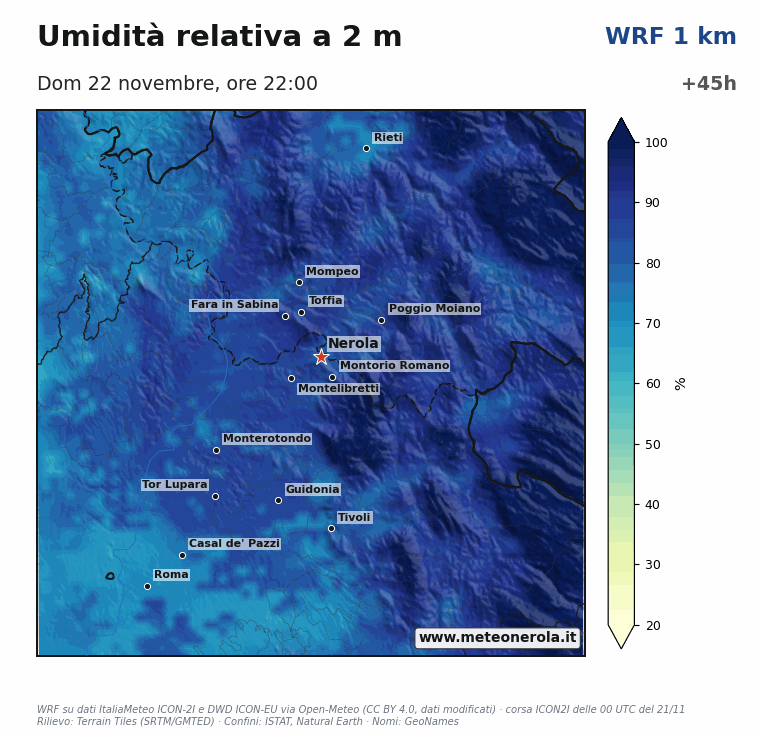 Umidità relativa a 2 m
WRF 1 km
Dom 22 novembre, ore 22:00
+45h
Rieti
Mompeo
Fara in Sabina
Toffia
Poggio Moiano
Nerola
Montorio Romano
Montelibretti
Monterotondo
Tor Lupara
Guidonia
Tivoli
Casal de' Pazzi
Roma
www.meteonerola.it
100
90
80
70
60
50
40
30
20
%
WRF su dati ItaliaMeteo ICON-2I e DWD ICON-EU via Open-Meteo (CC BY 4.0, dati modificati) · corsa ICON2I delle 00 UTC del 21/11
Rilievo: Terrain Tiles (SRTM/GMTED) · Confini: ISTAT, Natural Earth · Nomi: GeoNames